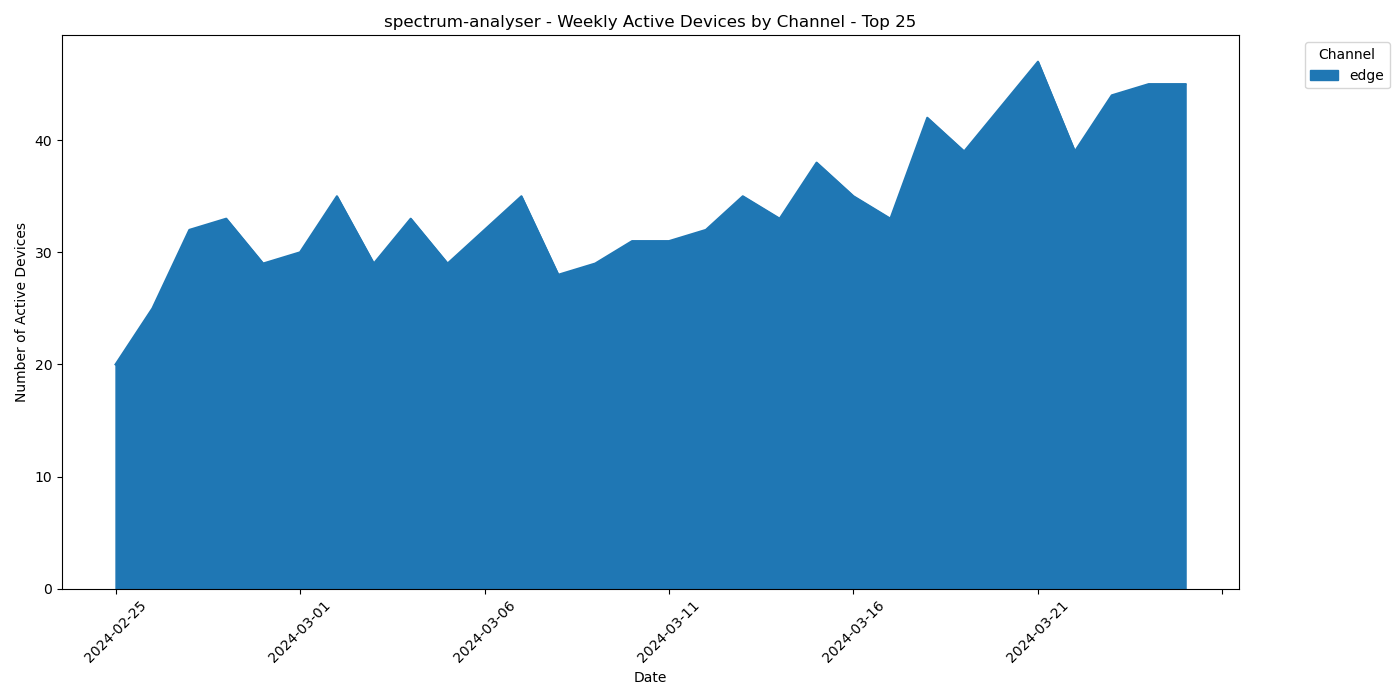 spectrum-analyser - Weekly Active Devices by Channel - Top 25
Channel
edge
Number of Active Devices
40
30
20
10
0
2024-02-25
2024-03-01
2024-03-06
2024-03-11
2024-03-16
2024-03-21
Date